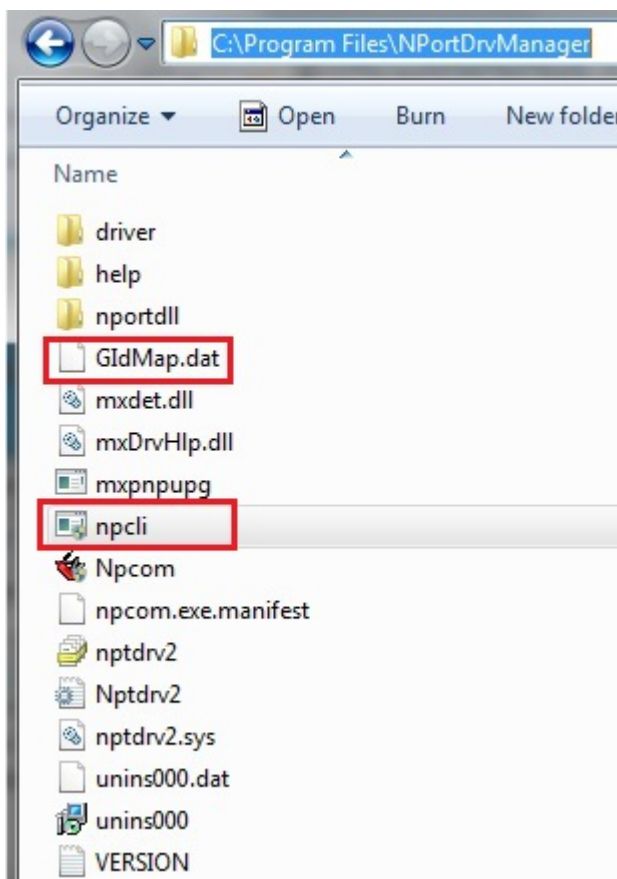 C:\Program Files\NPortDrvManager
Organize Open Burn New folder
Name
driver
help
nportdll
GIdMap.dat
mxdet.dll
mxDrvHlp.dll
mxpnpupg
npcli
Npcom
npcom.exe.manifest
nptdrv2
Nptdrv2
nptdrv2.sys
unins000.dat
unins000
VERSION